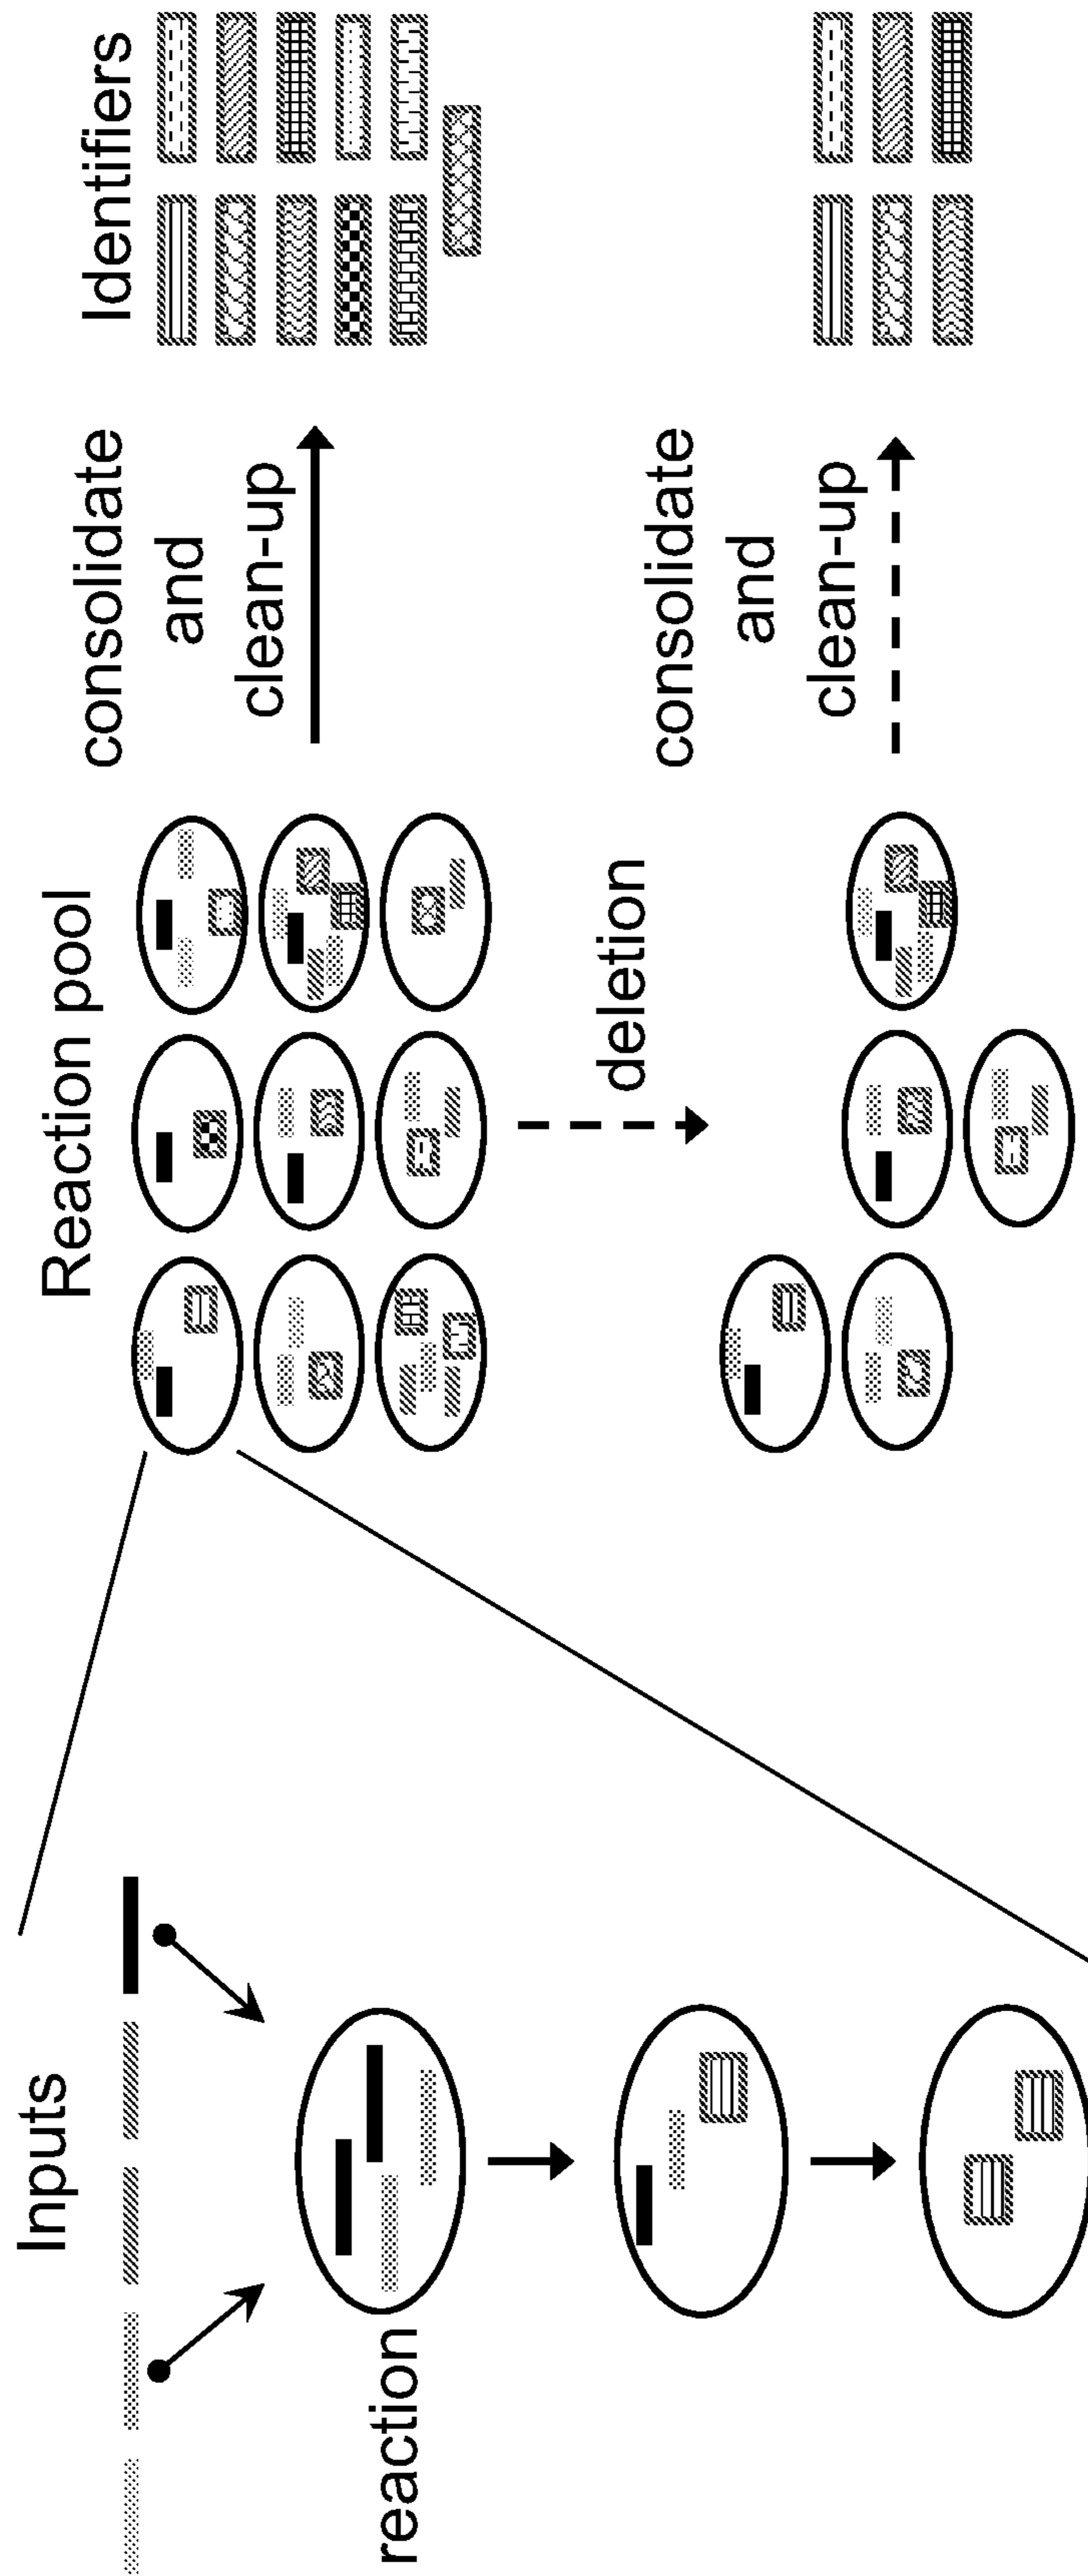 Inputs
reaction
Reaction pool
deletion
consolidate
and
clean-up
consolidate
and
clean-up
Identifiers